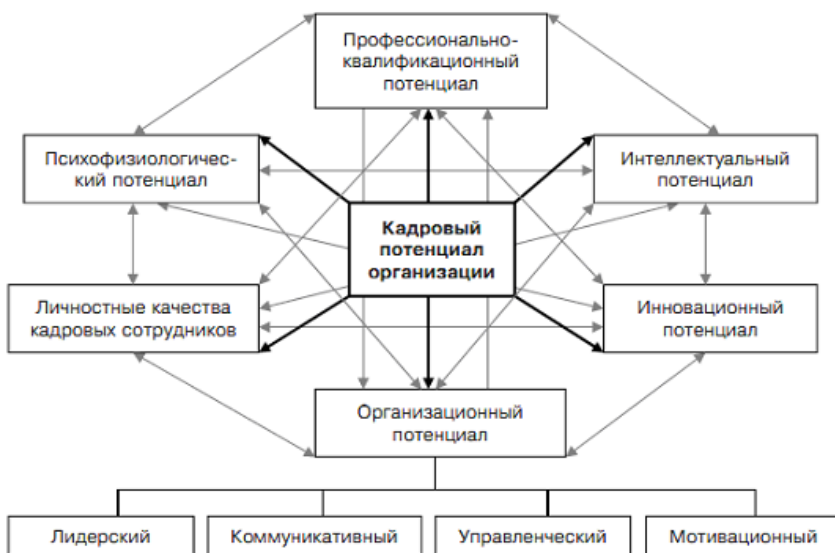 Профессионально-
квалификационный
потенциал
Психофизиологичес-
кий потенциал
Интеллектуальный
потенциал
Кадровый
потенциал
организации
Личностные качества
кадровых сотрудников
Инновационный
потенциал
Организационный
потенциал
Лидерский
Коммуникативный
Управленческий
Мотивационный